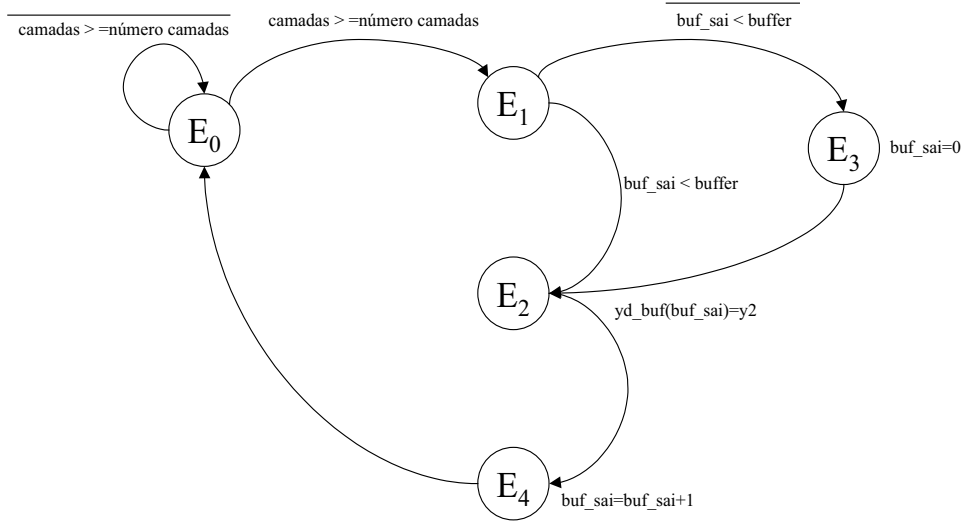 camadas > =número camadas
camadas > =número camadas
buf_sai < buffer
E0
E1
E3
buf_sai=0
buf_sai < buffer
E2
yd_buf(buf_sai)=y2
E4
buf_sai=buf_sai+1